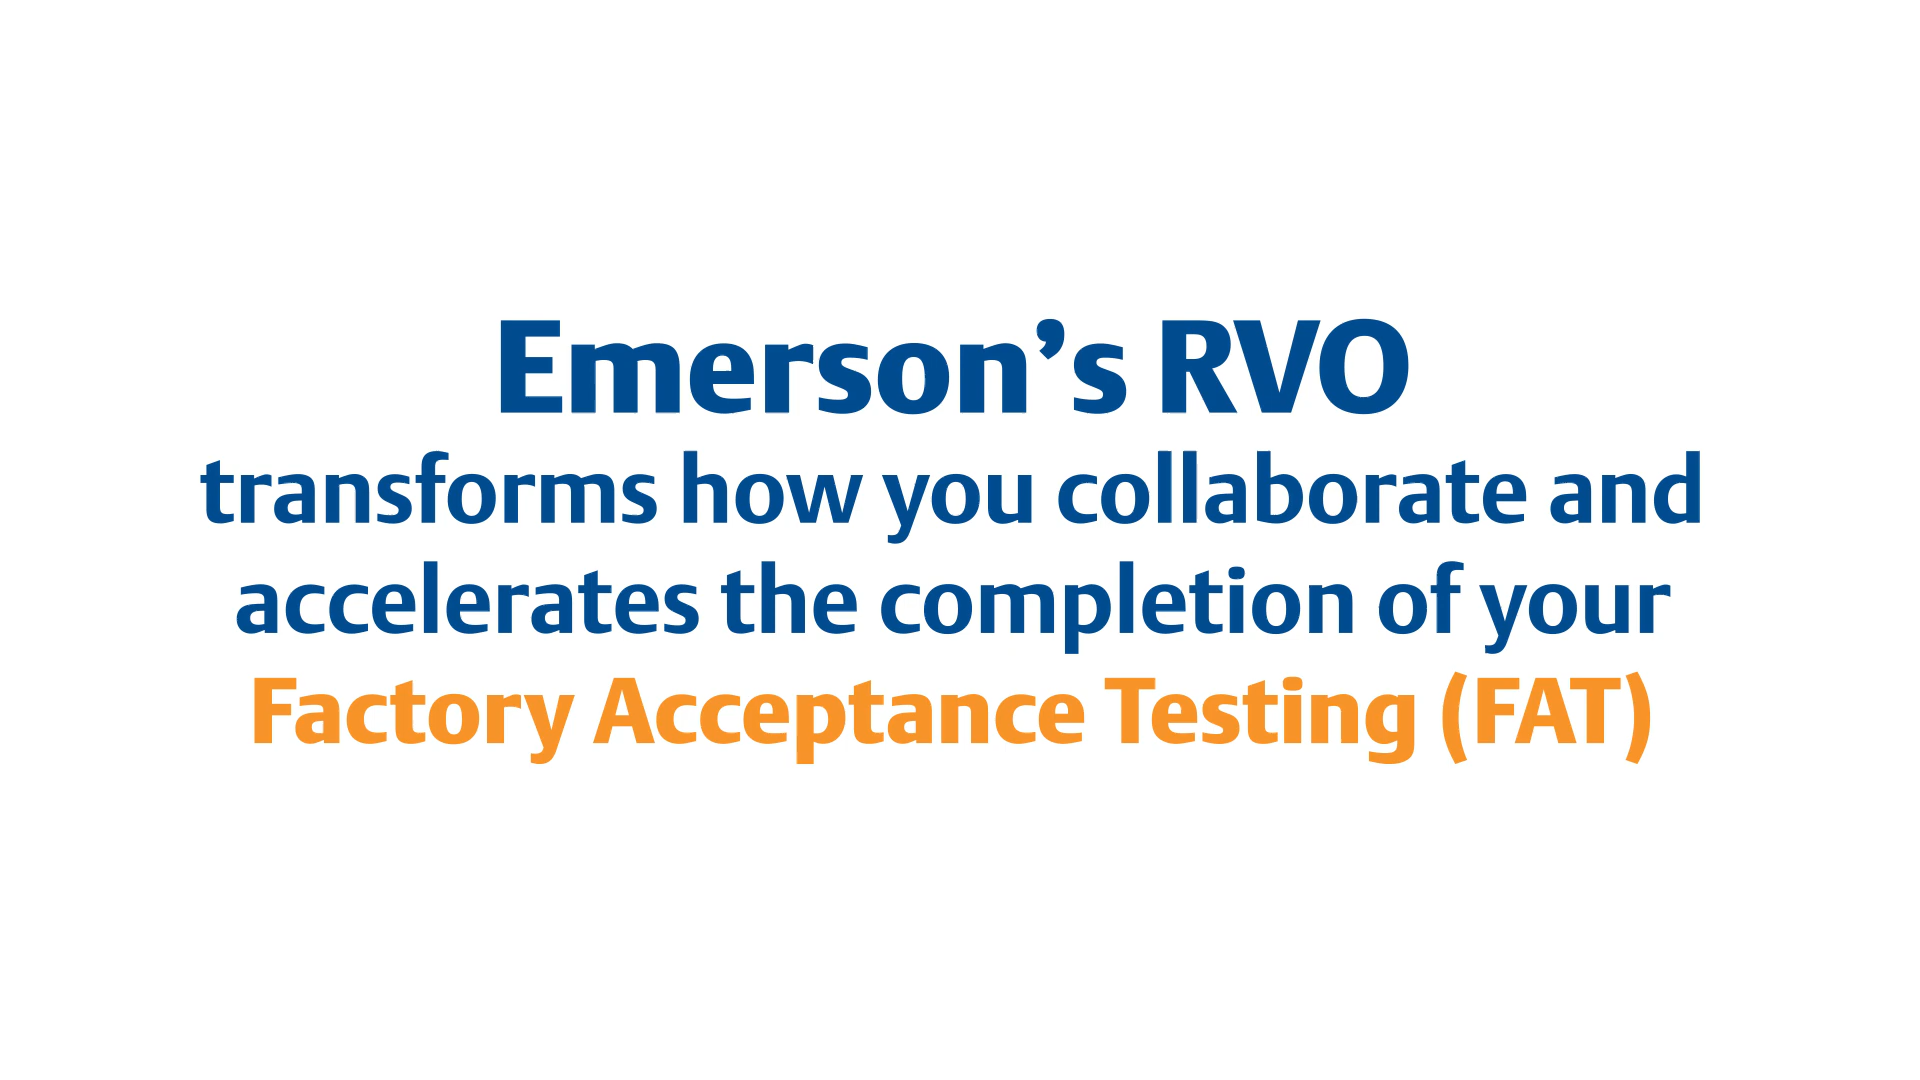 Emerson’s RVO
transforms how you collaborate and
accelerates the completion of your
Factory Acceptance Testing (FAT)